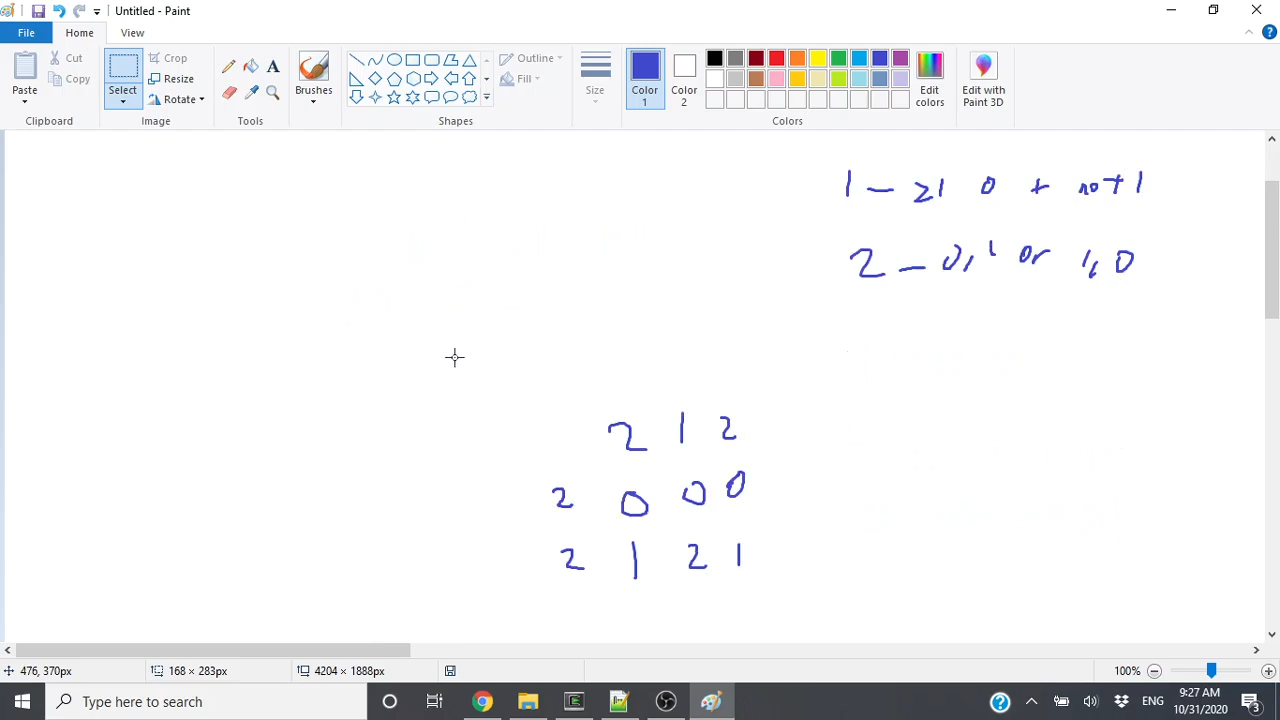 Untitled - Paint
File Home View
Paste
Cut
Copy
Clipboard
Select
Crop
Resize
Rotate
Image
A
Tools
Brushes
Outline
Fill
Shapes
Size
Color 1
Color 2
Edit colors
Colors
Edit with Paint 3D
1 - ≥1 0 + not 1
2 - 0,1 or 1,0
2 1 2
2 0 0 0
2 1 2 1
476, 370px
168 × 283px
4204 × 1888px
100%
Type here to search
ENG
9:27 AM
10/31/2020
3